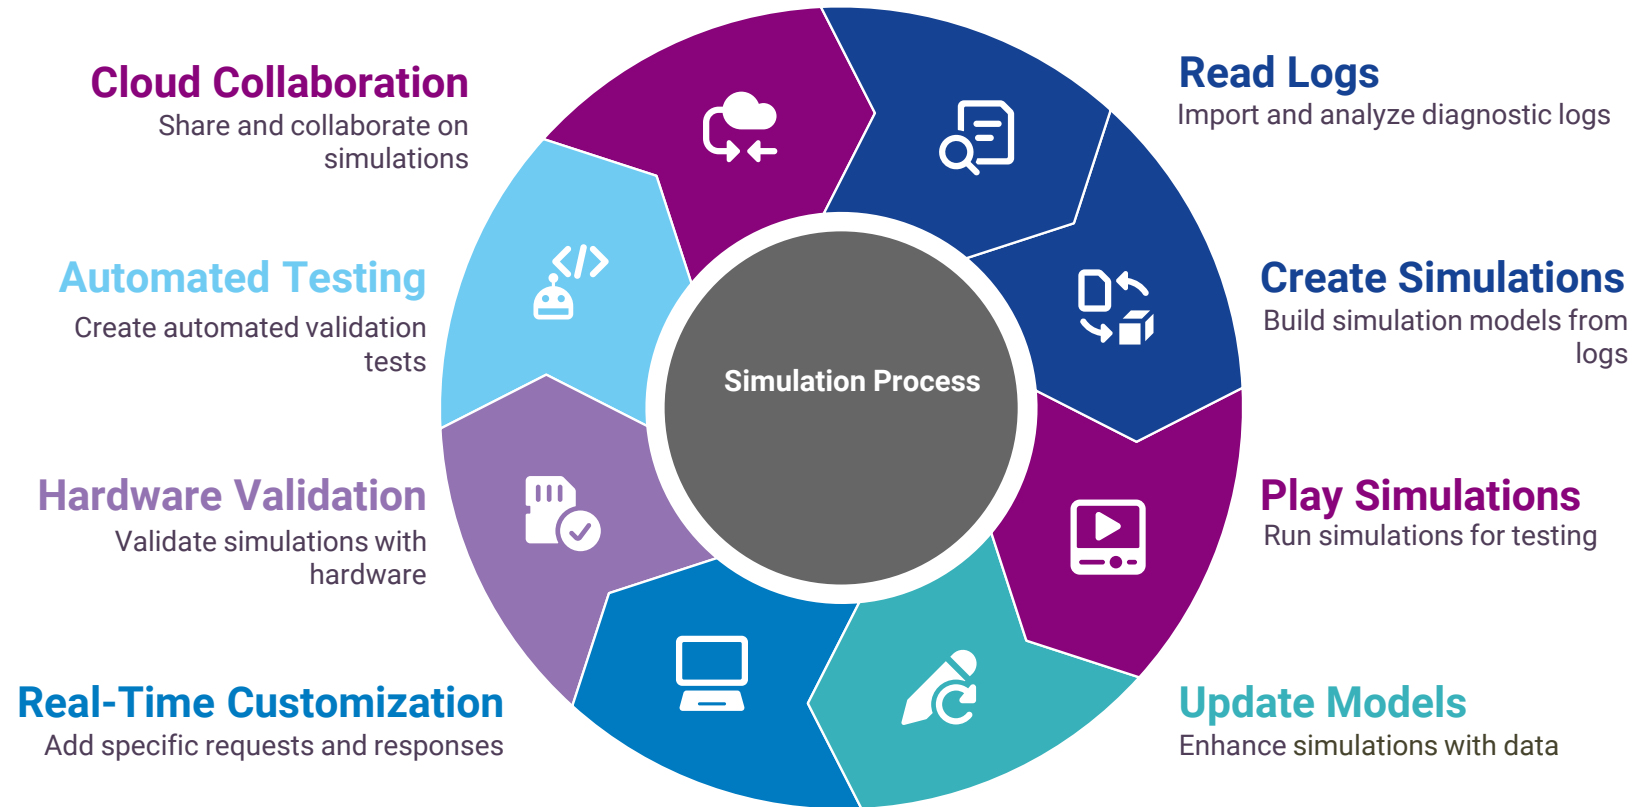 Read Logs
Import and analyze diagnostic logs
Create Simulations
Build simulation models from
logs
Play Simulations
Run simulations for testing
Update Models
Enhance simulations with data
Real-Time Customization
Add specific requests and responses
Hardware Validation
Validate simulations with
hardware
Automated Testing
Create automated validation
tests
Cloud Collaboration
Share and collaborate on
simulations
Simulation Process